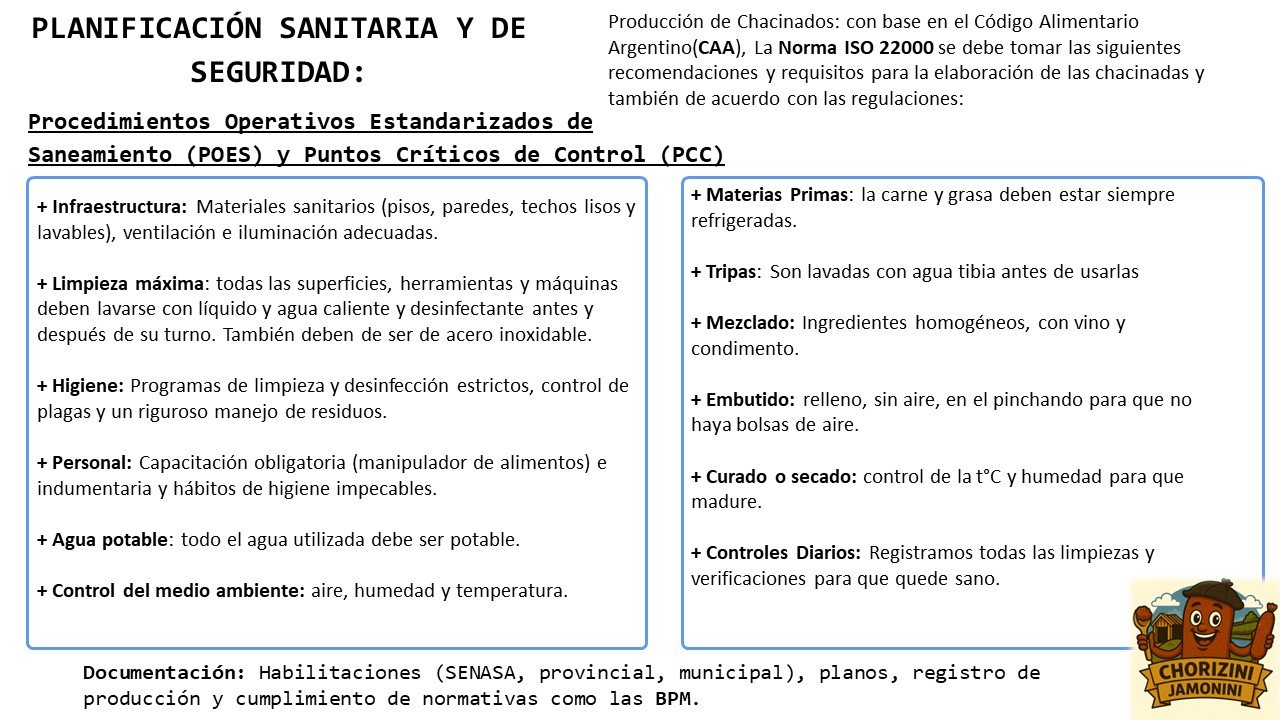 PLANIFICACIÓN SANITARIA Y DE
SEGURIDAD:
Producción de Chacinados: con base en el Código Alimentario
Argentino(CAA), La Norma ISO 22000 se debe tomar las siguientes
recomendaciones y requisitos para la elaboración de las chacinadas y
también de acuerdo con las regulaciones:
Procedimientos Operativos Estandarizados de
Saneamiento (POES) y Puntos Críticos de Control (PCC)
+ Infraestructura: Materiales sanitarios (pisos, paredes, techos lisos y
lavables), ventilación e iluminación adecuadas.
+ Limpieza máxima: todas las superficies, herramientas y máquinas
deben lavarse con líquido y agua caliente y desinfectante antes y
después de su turno. También deben de ser de acero inoxidable.
+ Higiene: Programas de limpieza y desinfección estrictos, control de
plagas y un riguroso manejo de residuos.
+ Personal: Capacitación obligatoria (manipulador de alimentos) e
indumentaria y hábitos de higiene impecables.
+ Agua potable: todo el agua utilizada debe ser potable.
+ Control del medio ambiente: aire, humedad y temperatura.
+ Materias Primas: la carne y grasa deben estar siempre
refrigeradas.
+ Tripas: Son lavadas con agua tibia antes de usarlas
+ Mezclado: Ingredientes homogéneos, con vino y
condimento.
+ Embutido: relleno, sin aire, en el pinchando para que no
haya bolsas de aire.
+ Curado o secado: control de la t°C y humedad para que
madure.
+ Controles Diarios: Registramos todas las limpiezas y
verificaciones para que quede sano.
CHORIZINI
JAMONINI
Documentación: Habilitaciones (SENASA, provincial, municipal), planos, registro de
producción y cumplimiento de normativas como las BPM.